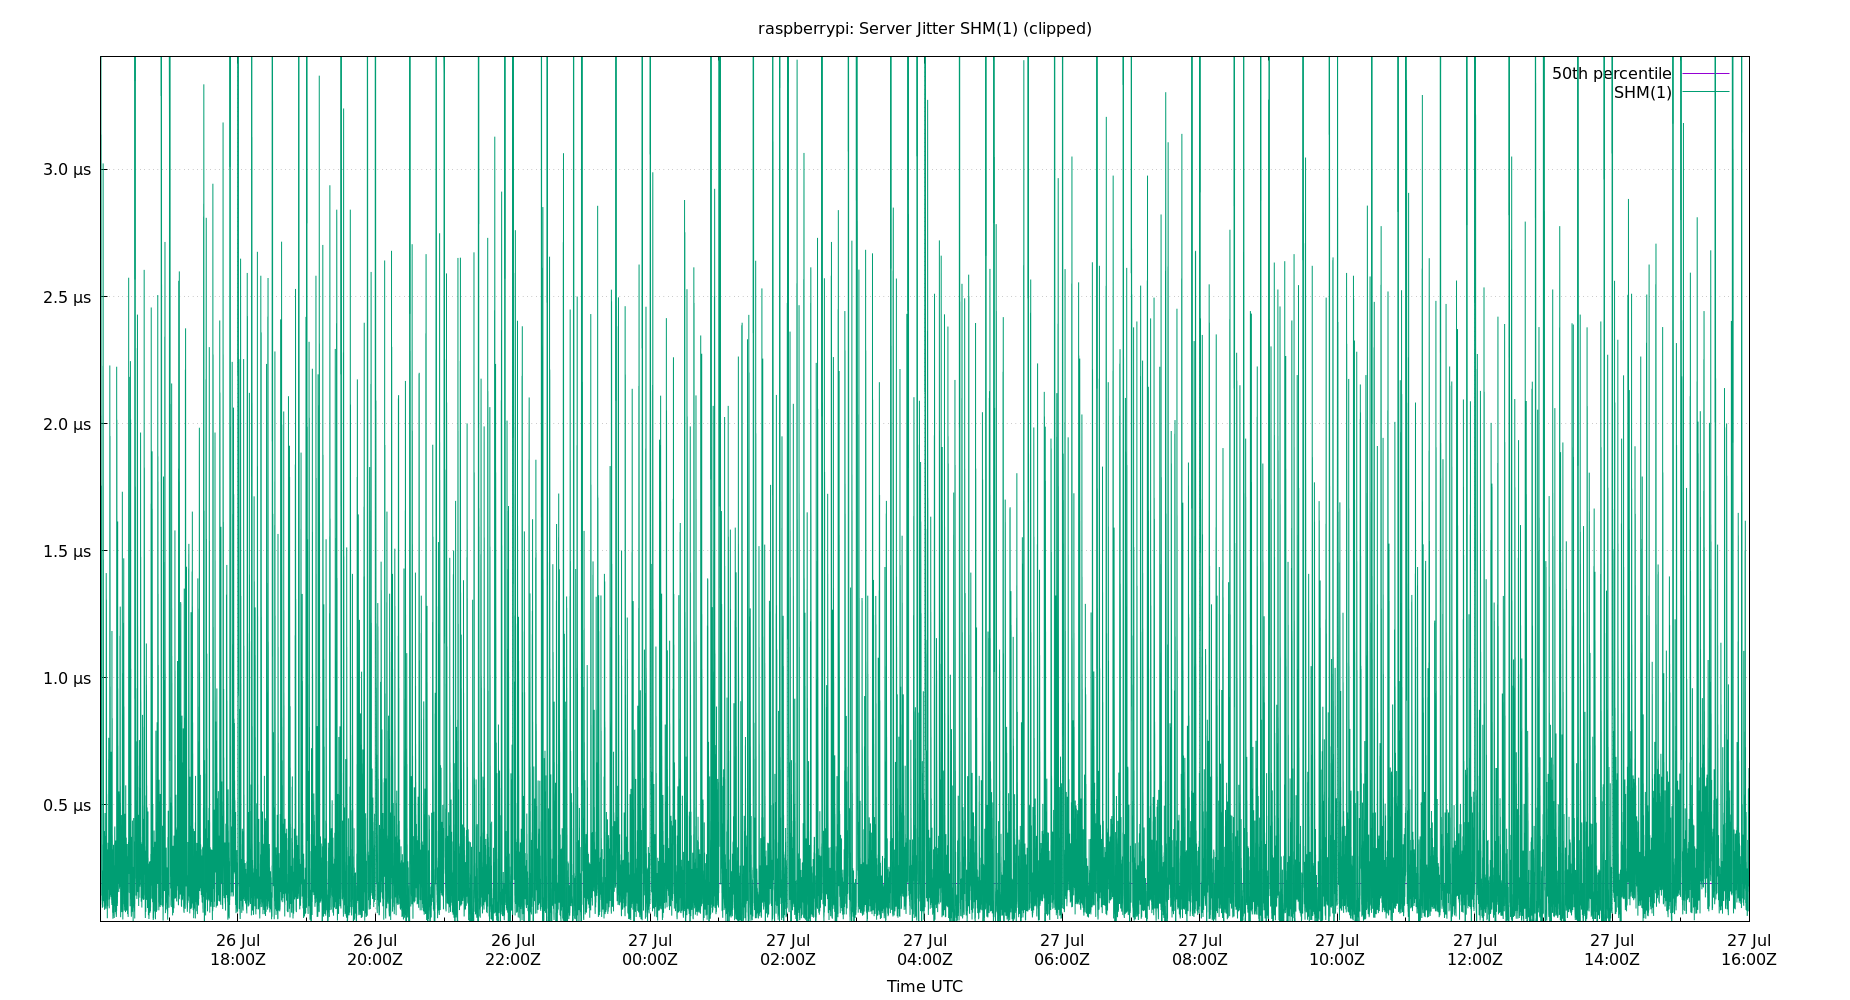 raspberrypi: Server Jitter SHM(1) (clipped)
50th percentile
SHM(1)
3.0 µs
2.5 µs
2.0 µs
1.5 µs
1.0 µs
0.5 µs
26 Jul 26 Jul 26 Jul 27 Jul 27 Jul 27 Jul 27 Jul 27 Jul 27 Jul 27 Jul 27 Jul 27 Jul
18:00Z 20:00Z 22:00Z 00:00Z 02:00Z 04:00Z 06:00Z 08:00Z 10:00Z 12:00Z 14:00Z 16:00Z
Time UTC